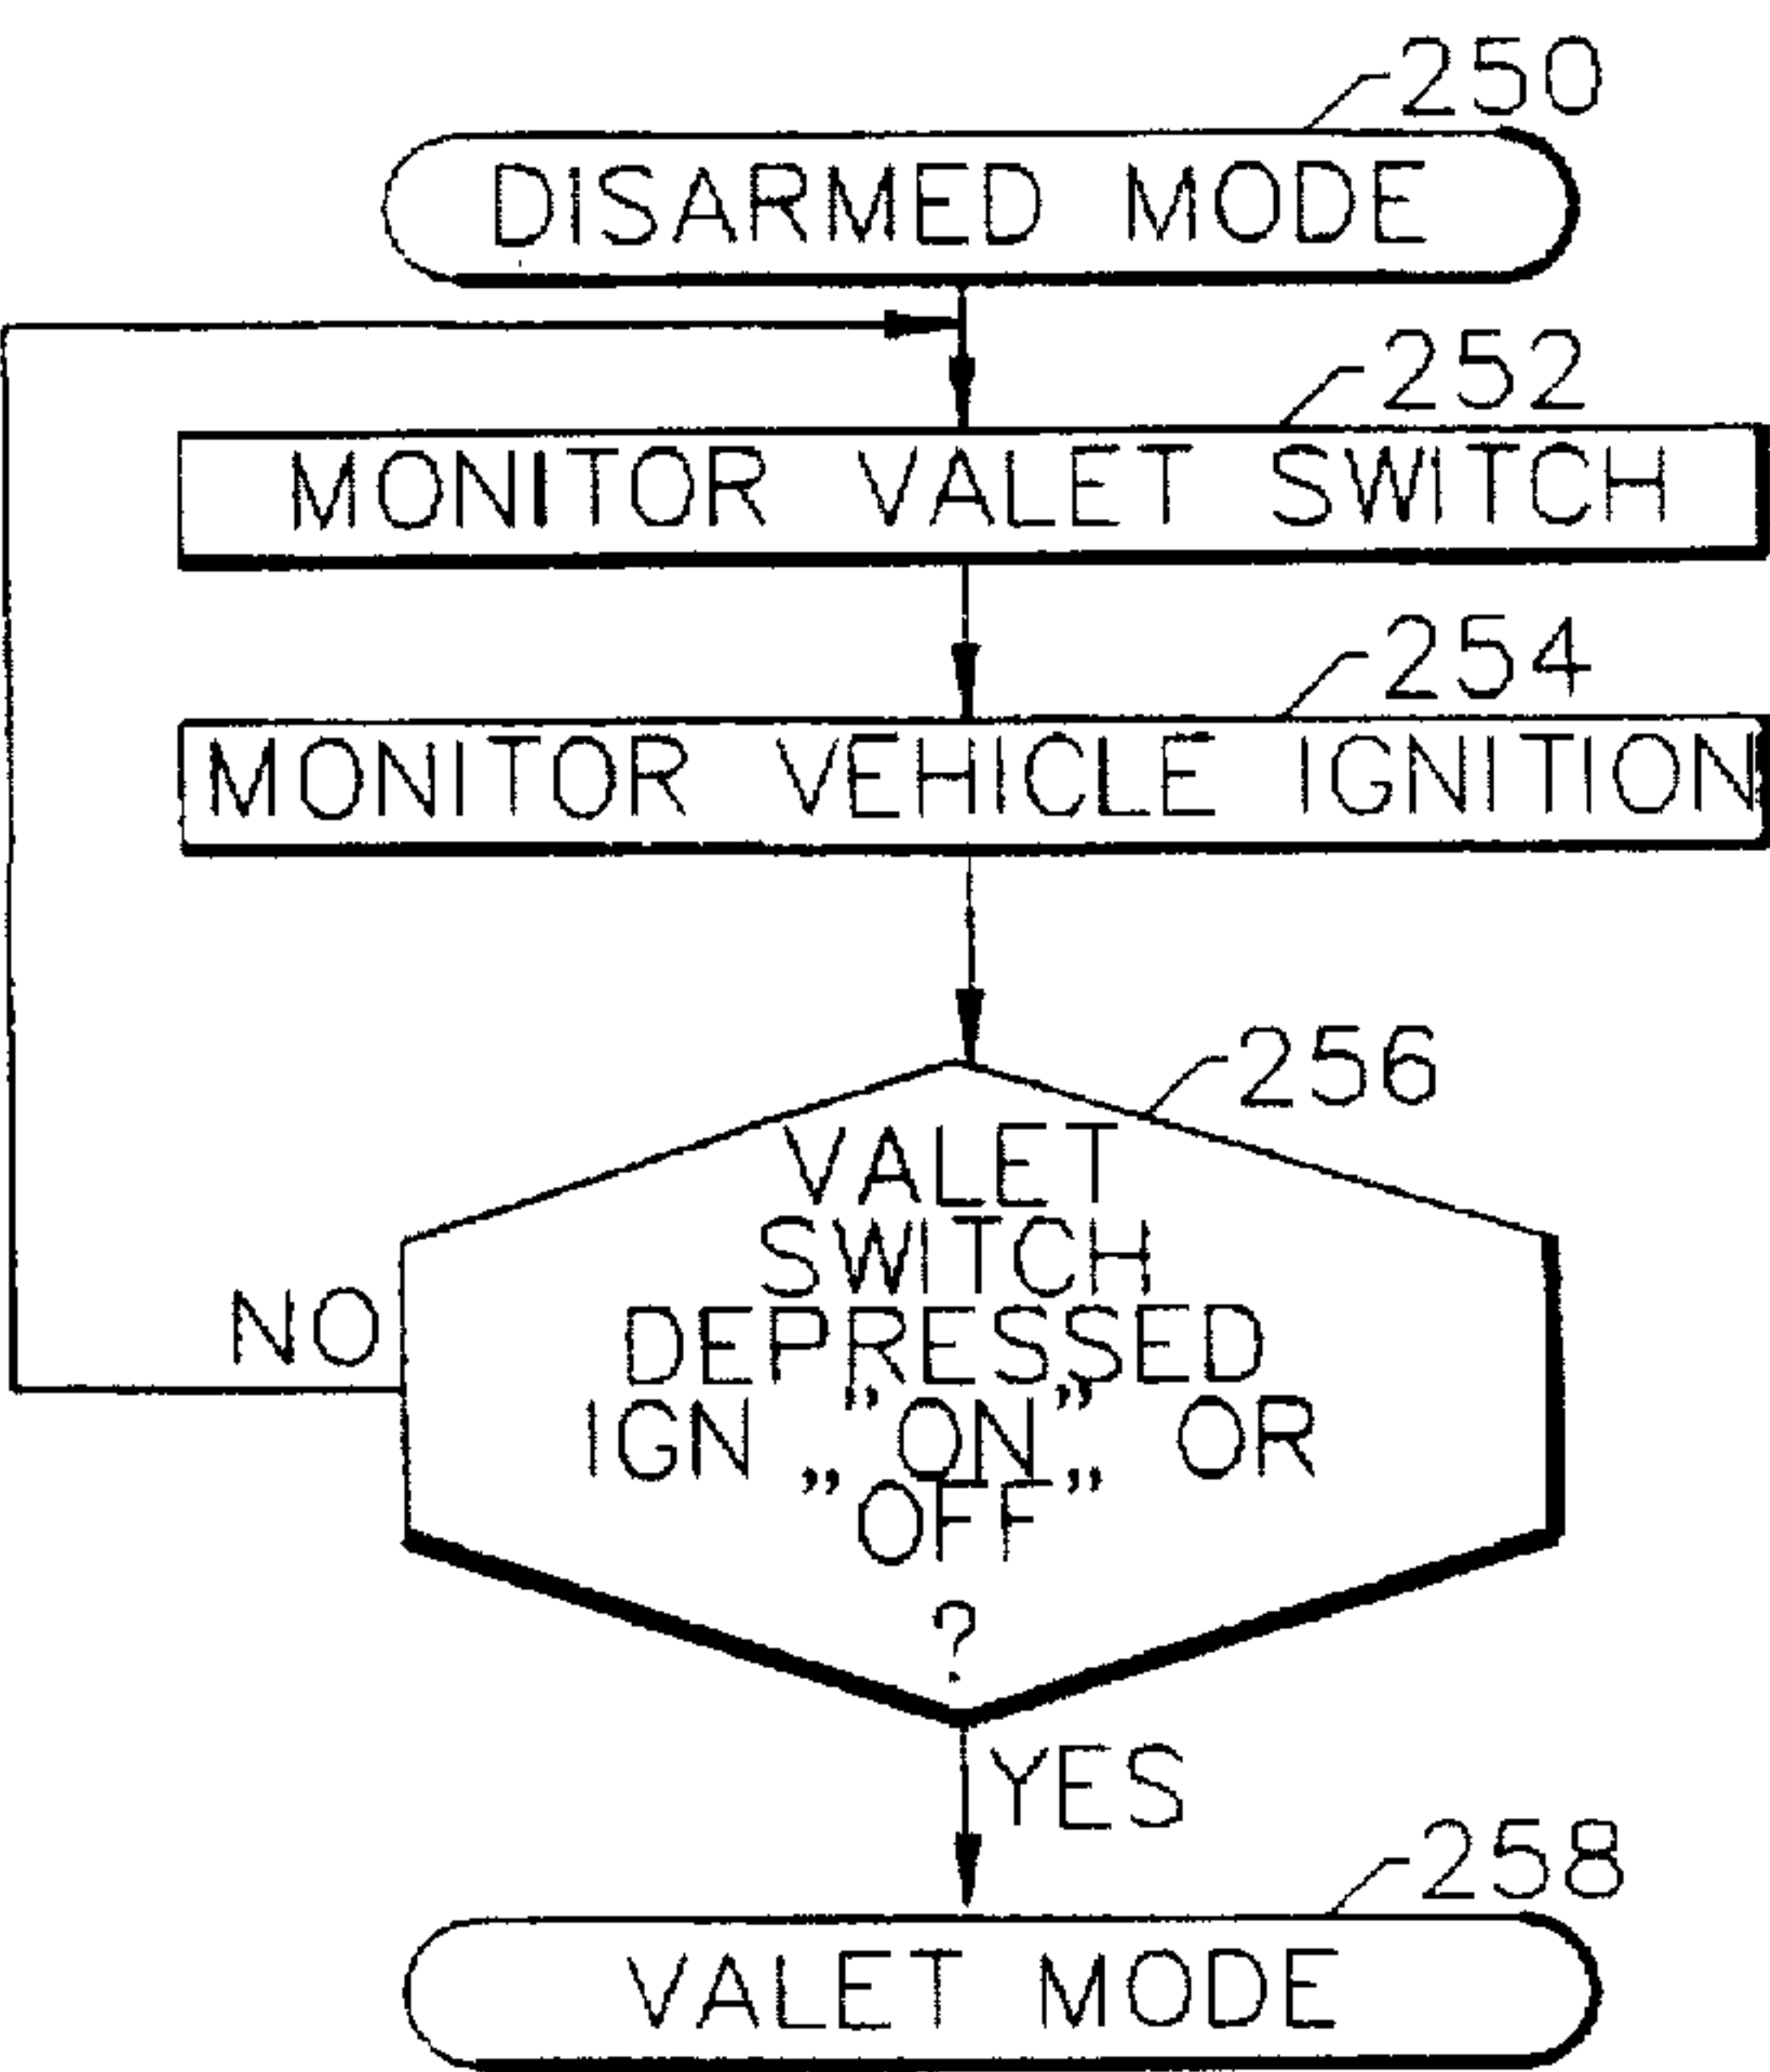 250
DISARMED MODE
252
MONITOR VALET SWITCH
254
MONITOR VEHICLE IGNITION
256
VALET
SWITCH
DEPRESSED
IGN "ON" OR
"OFF"
?
NO
YES
258
VALET MODE